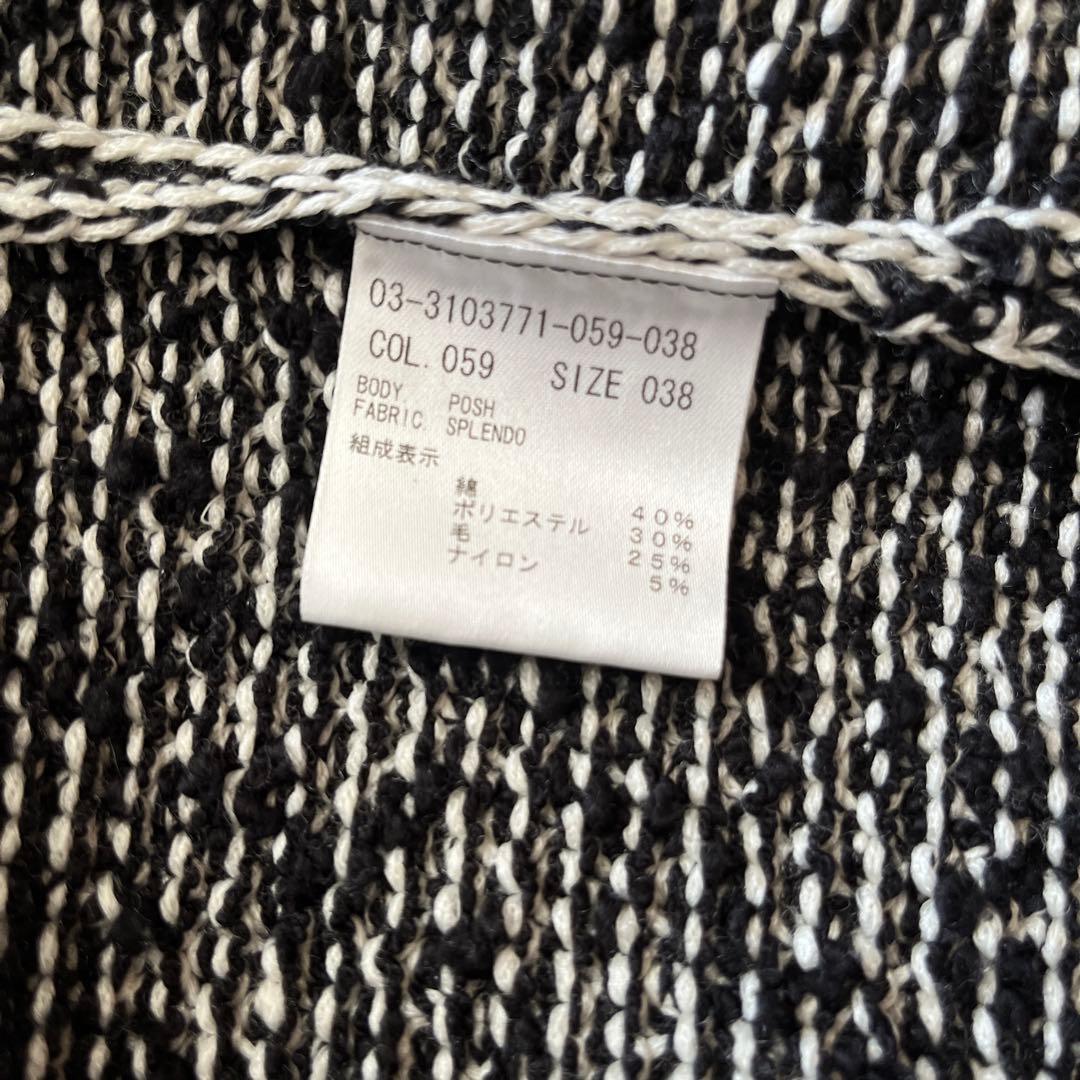 03-3103771-059-038
COL. 059 SIZE 038
BODY. POSH
FABRIC. SPLENDO
組成表示
綿 40%
ポリエステル 30%
毛 25%
ナイロン 5%